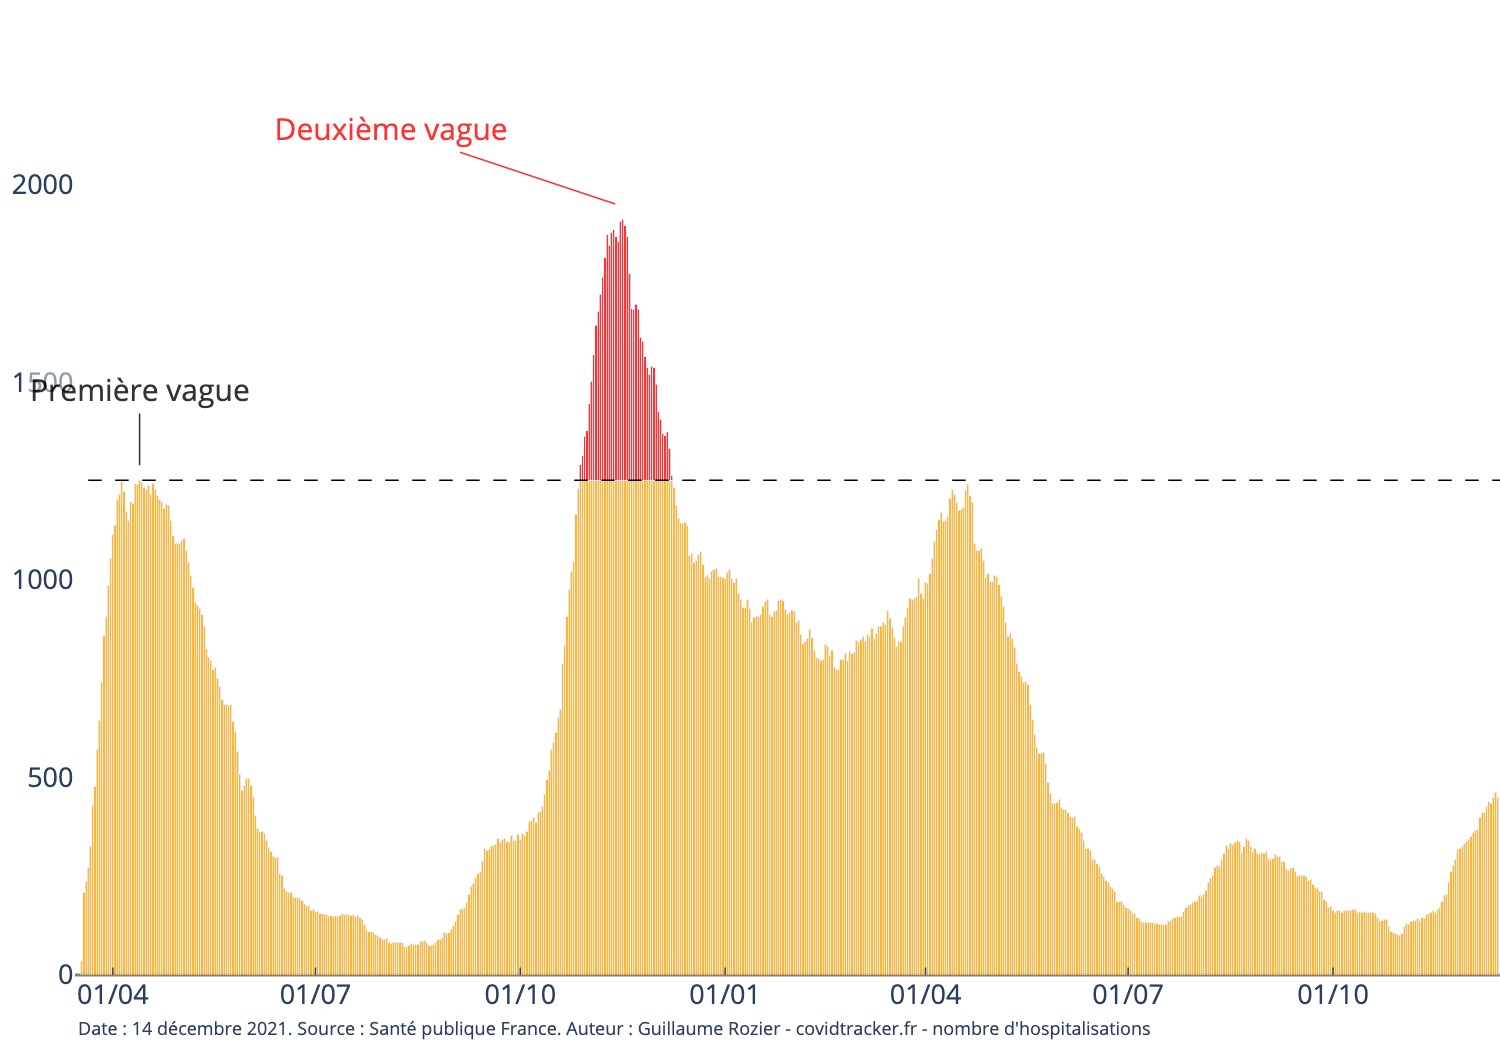 Deuxième vague
2000
1500
Première vague
1000
500
0
01/04 01/07 01/10 01/01 01/04 01/07 01/10
Date : 14 décembre 2021. Source : Santé publique France. Auteur : Guillaume Rozier - covidtracker.fr - nombre d'hospitalisations